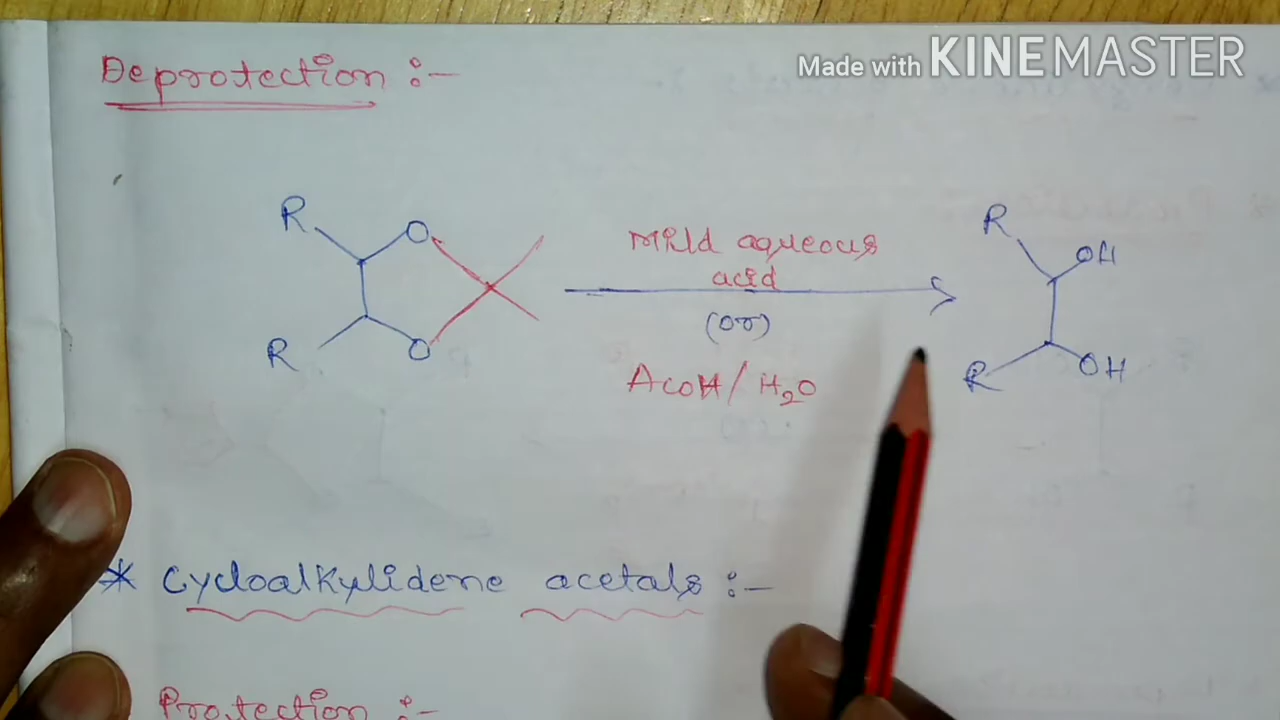 Made with KINEMASTER
Deprotection :-
R
O
R
O
Mild aqueous
acid
(or)
AcoH / H2O
R
OH
R
OH
* Cycloalkylidene acetals :-
Protection :-